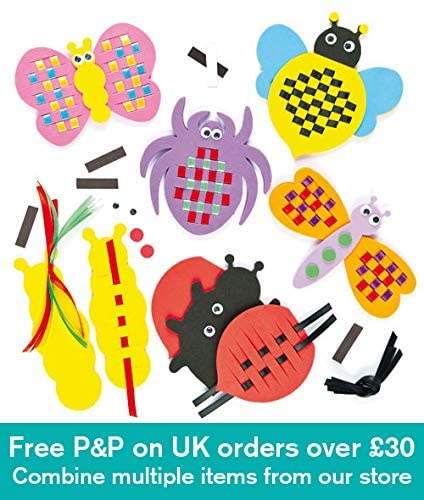 Free P&P on UK orders over £30
Combine multiple items from our store